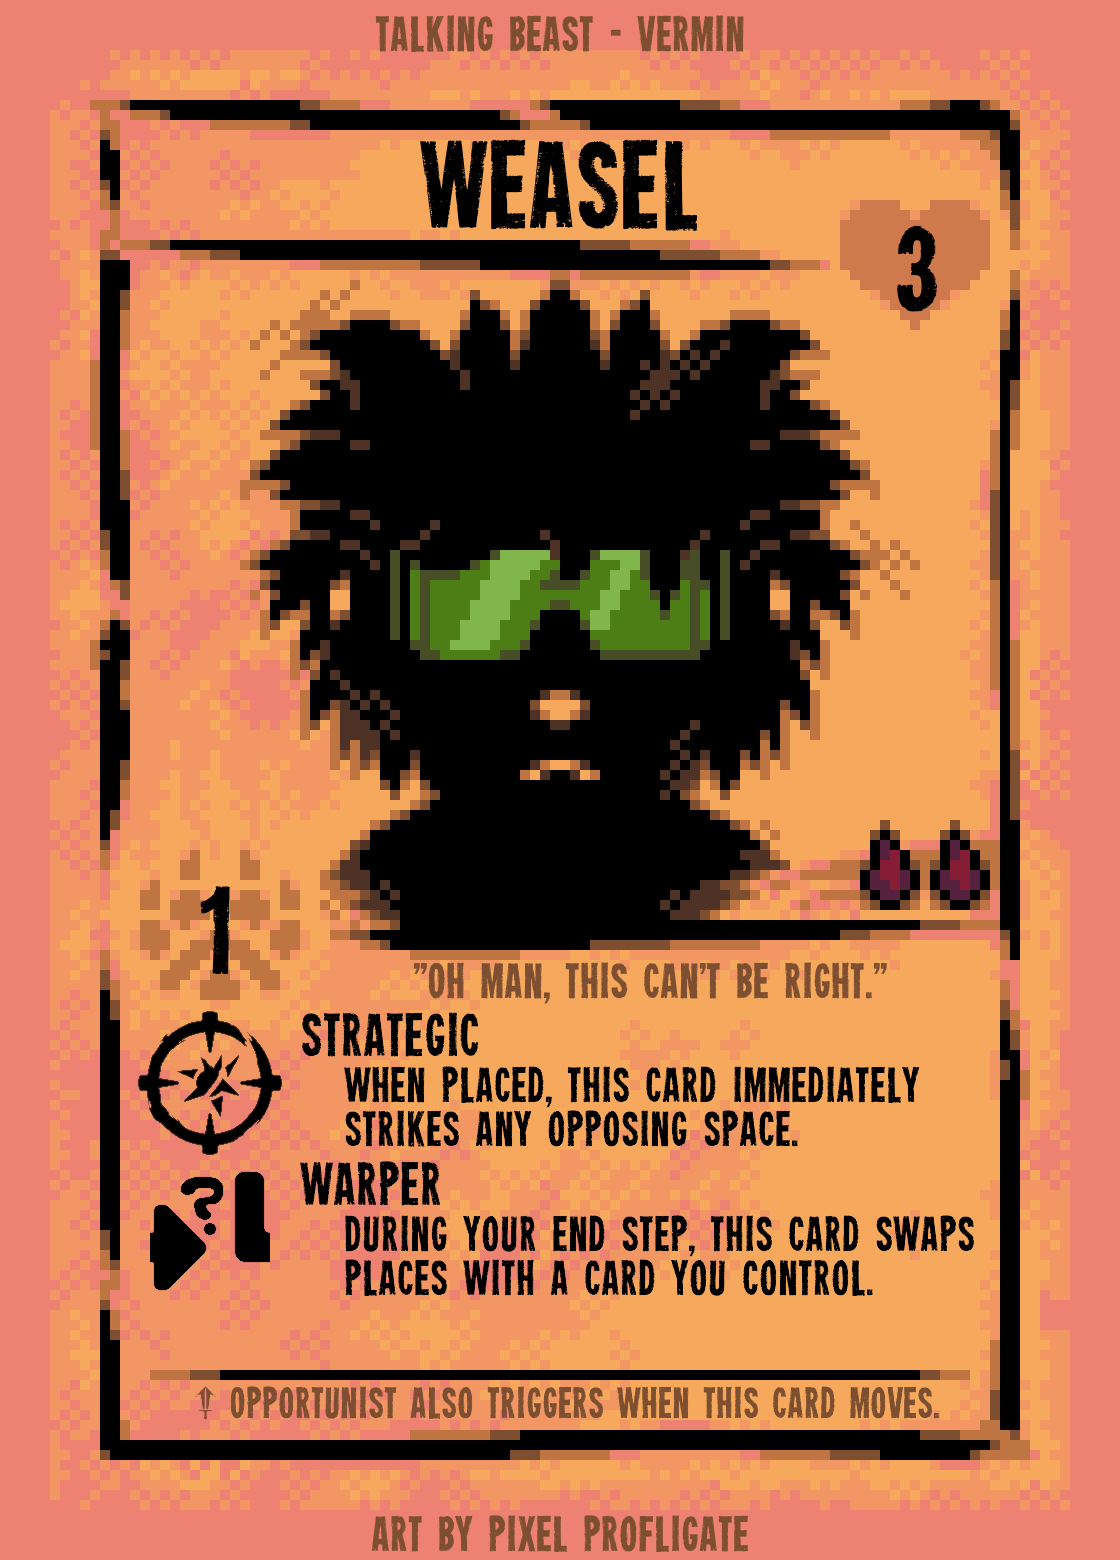 TALKING BEAST - VERMIN
WEASEL
3
1
"OH MAN, THIS CAN'T BE RIGHT."
STRATEGIC
WHEN PLACED, THIS CARD IMMEDIATELY
STRIKES ANY OPPOSING SPACE.
?
WARPER
DURING YOUR END STEP, THIS CARD SWAPS
PLACES WITH A CARD YOU CONTROL.
OPPORTUNIST ALSO TRIGGERS WHEN THIS CARD MOVES.
ART BY PIXEL PROFLIGATE